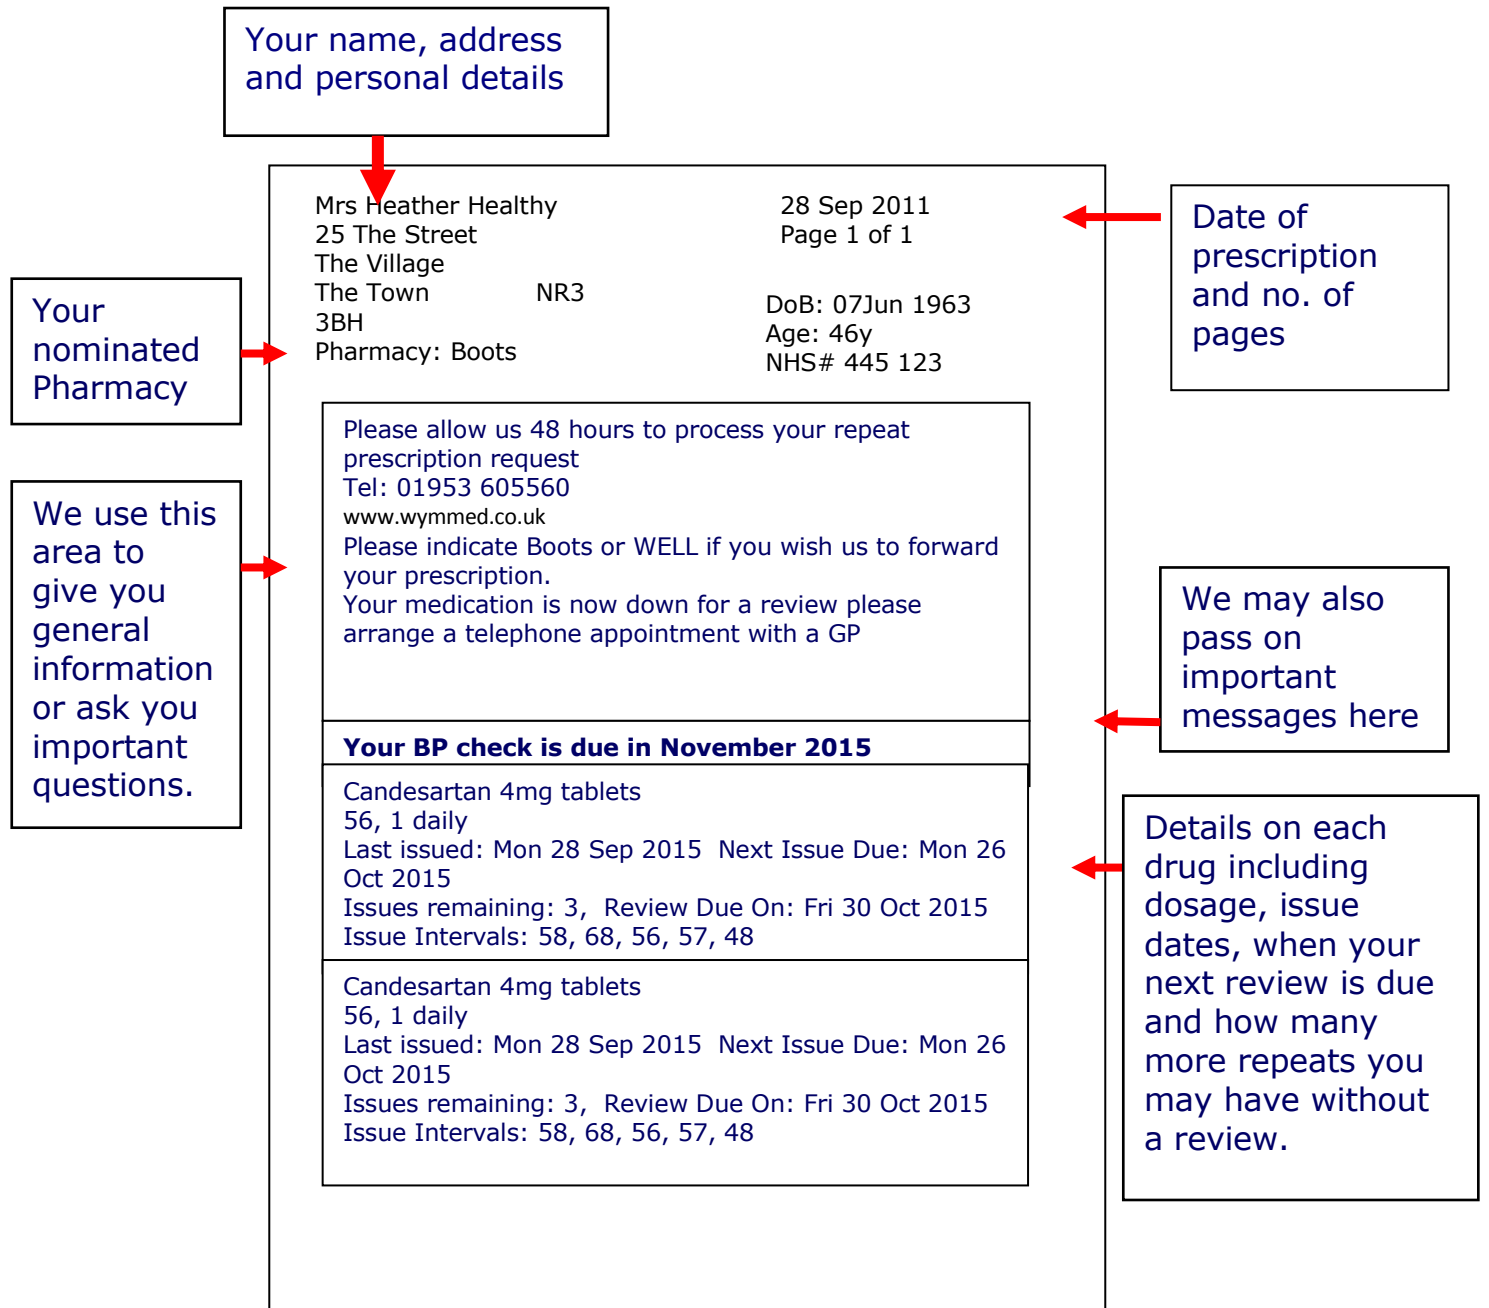 Your name, address
and personal details
Mrs Heather Healthy
25 The Street
The Village
The Town NR3
3BH
Pharmacy: Boots
28 Sep 2011
Page 1 of 1
DoB: 07Jun 1963
Age: 46y
NHS# 445 123
Date of
prescription
and no. of
pages
Your
nominated
Pharmacy
We use this
area to
give you
general
information
or ask you
important
questions.
Please allow us 48 hours to process your repeat
prescription request
Tel: 01953 605560
www.wymmed.co.uk
Please indicate Boots or WELL if you wish us to forward
your prescription.
Your medication is now down for a review please
arrange a telephone appointment with a GP
We may also
pass on
important
messages here
Your BP check is due in November 2015
Candesartan 4mg tablets
56, 1 daily
Last issued: Mon 28 Sep 2015 Next Issue Due: Mon 26
Oct 2015
Issues remaining: 3, Review Due On: Fri 30 Oct 2015
Issue Intervals: 58, 68, 56, 57, 48
Candesartan 4mg tablets
56, 1 daily
Last issued: Mon 28 Sep 2015 Next Issue Due: Mon 26
Oct 2015
Issues remaining: 3, Review Due On: Fri 30 Oct 2015
Issue Intervals: 58, 68, 56, 57, 48
Details on each
drug including
dosage, issue
dates, when your
next review is due
and how many
more repeats you
may have without
a review.